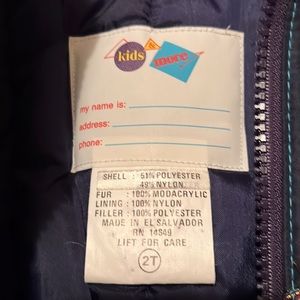 kids & more
my name is:
address:
phone:
SHELL : 51% POLYESTER
49% NYLON
FUR : 100% MODACRYLIC
LINING : 100% NYLON
FILLER : 100% POLYESTER
MADE IN EL SALVADOR
RN 14849
LIFT FOR CARE
2T